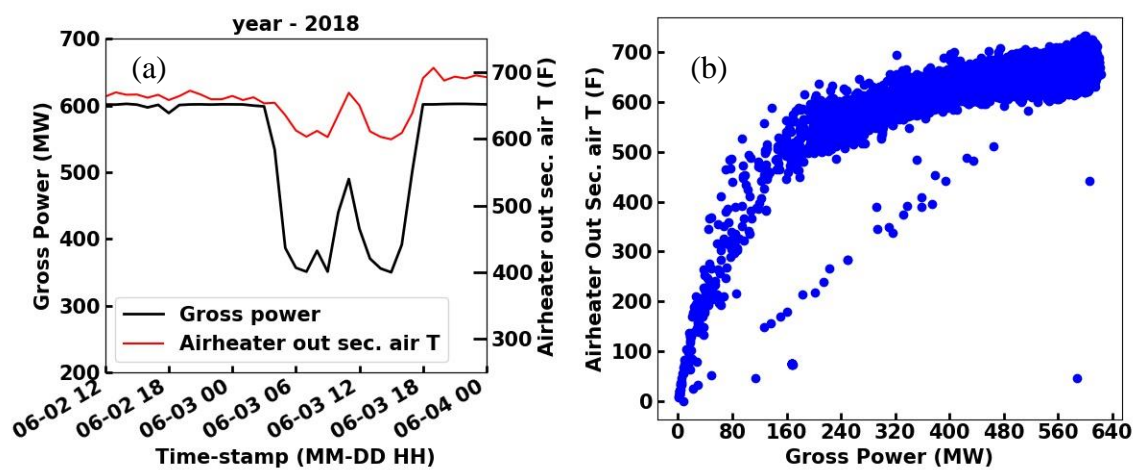 year - 2018
(a)
Gross Power (MW)
700
600
500
400
300
200
Airheater out sec. air T (F)
700
600
500
400
300
Gross power
Airheater out sec. air T
06-02 12
06-02 18
06-03 00
06-03 06
06-03 12
06-03 18
06-04 00
Time-stamp (MM-DD HH)
(b)
Airheater Out Sec. air T (F)
700
600
500
400
300
200
100
0
0 80 160 240 320 400 480 560 640
Gross Power (MW)